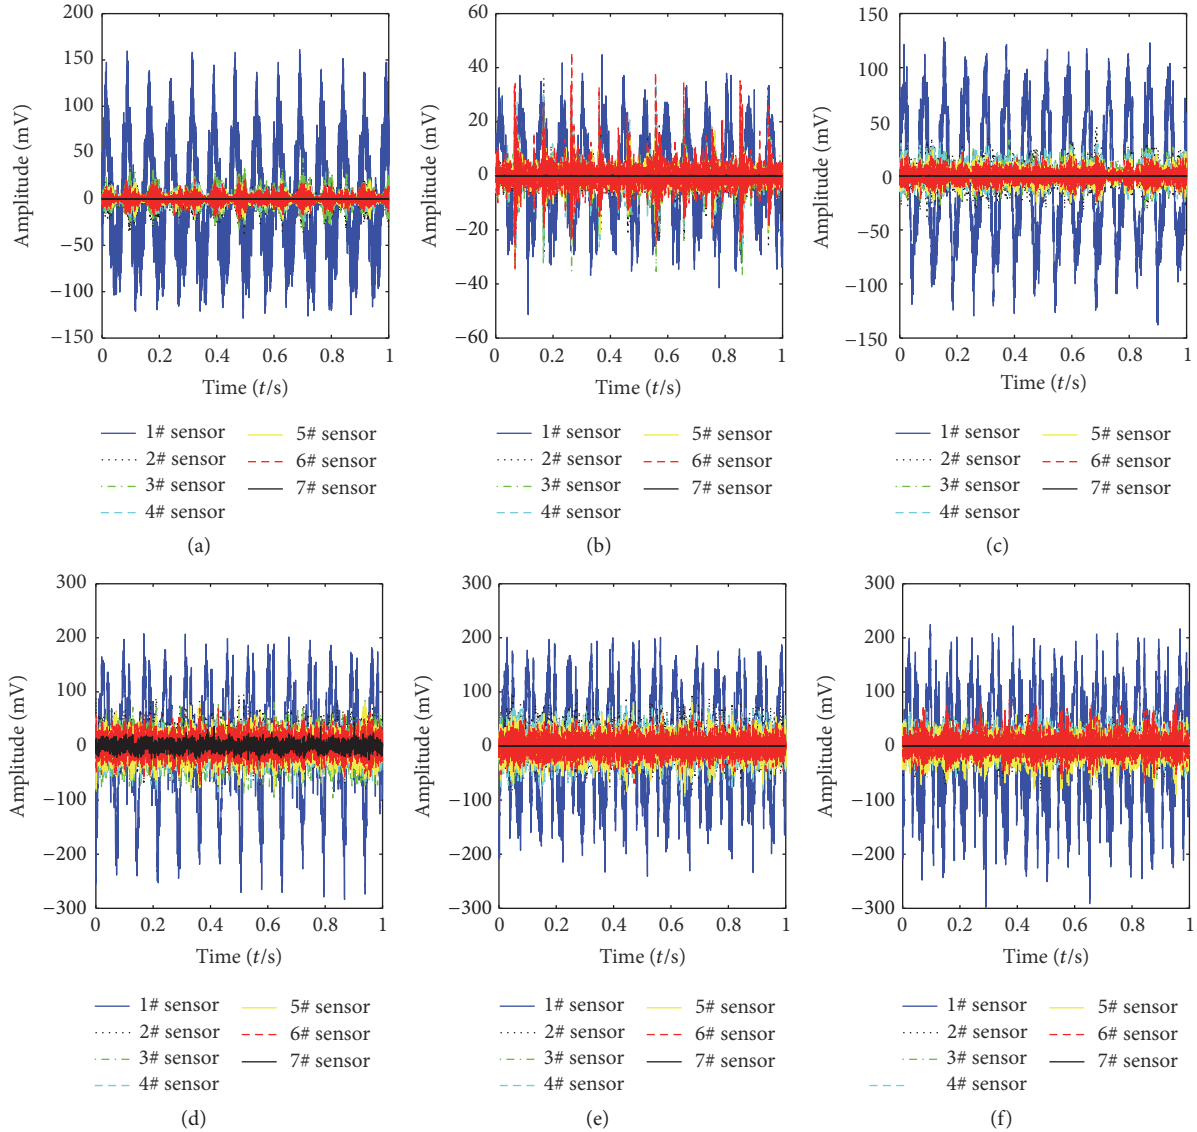 200
150
100
50
0
−50
−100
−150
Amplitude (mV)
0 0.2 0.4 0.6 0.8 1
Time (t/s)
1# sensor
2# sensor
3# sensor
4# sensor
5# sensor
6# sensor
7# sensor
(a)
60
40
20
0
−20
−40
−60
Amplitude (mV)
0 0.2 0.4 0.6 0.8 1
Time (t/s)
1# sensor
2# sensor
3# sensor
4# sensor
5# sensor
6# sensor
7# sensor
(b)
150
100
50
0
−50
−100
−150
Amplitude (mV)
0 0.2 0.4 0.6 0.8 1
Time (t/s)
1# sensor
2# sensor
3# sensor
4# sensor
5# sensor
6# sensor
7# sensor
(c)
300
200
100
0
−100
−200
−300
Amplitude (mV)
0 0.2 0.4 0.6 0.8 1
Time (t/s)
1# sensor
2# sensor
3# sensor
4# sensor
5# sensor
6# sensor
7# sensor
(d)
300
200
100
0
−100
−200
−300
Amplitude (mV)
0 0.2 0.4 0.6 0.8 1
Time (t/s)
1# sensor
2# sensor
3# sensor
4# sensor
5# sensor
6# sensor
7# sensor
(e)
300
200
100
0
−100
−200
−300
Amplitude (mV)
0 0.2 0.4 0.6 0.8 1
Time (t/s)
1# sensor
2# sensor
3# sensor
4# sensor
5# sensor
6# sensor
7# sensor
(f)